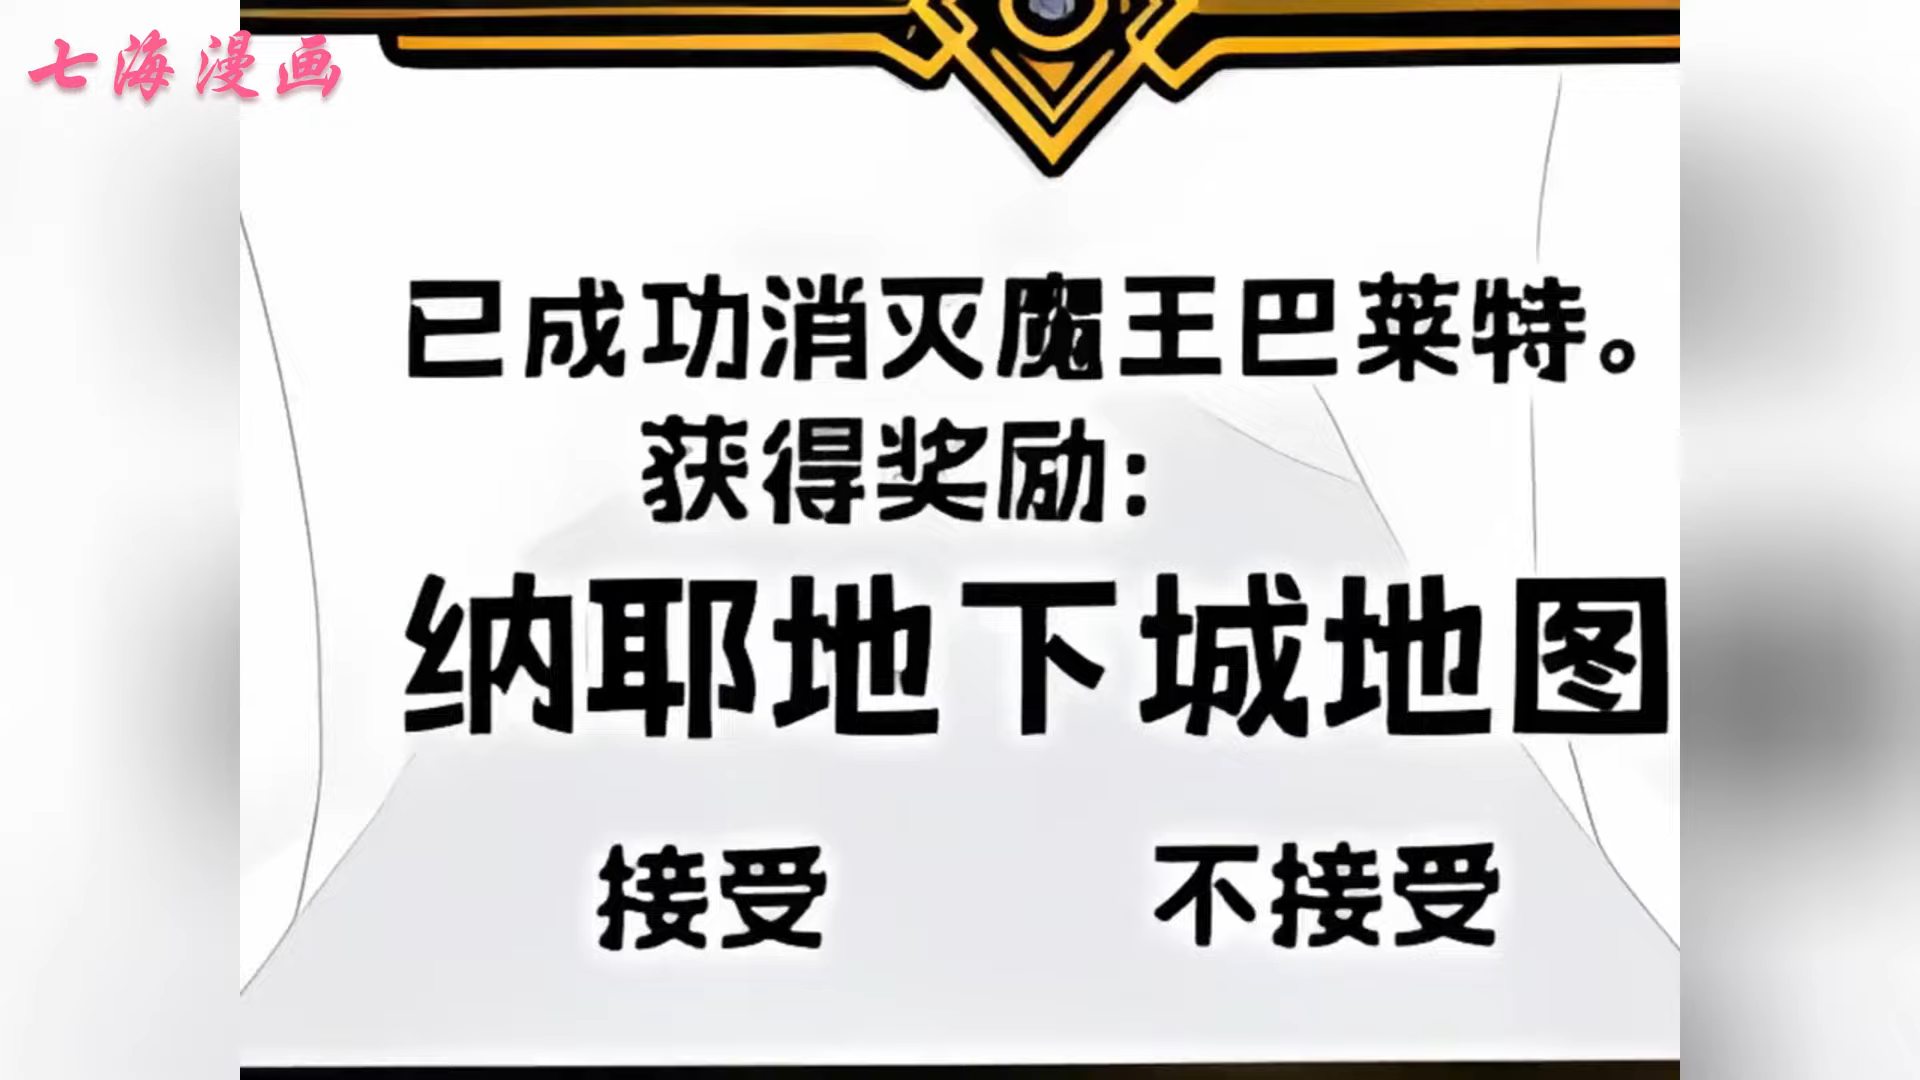 七海漫画
已成功消灭魔王巴莱特。
获得奖励：
纳耶地下城地图
接受 不接受